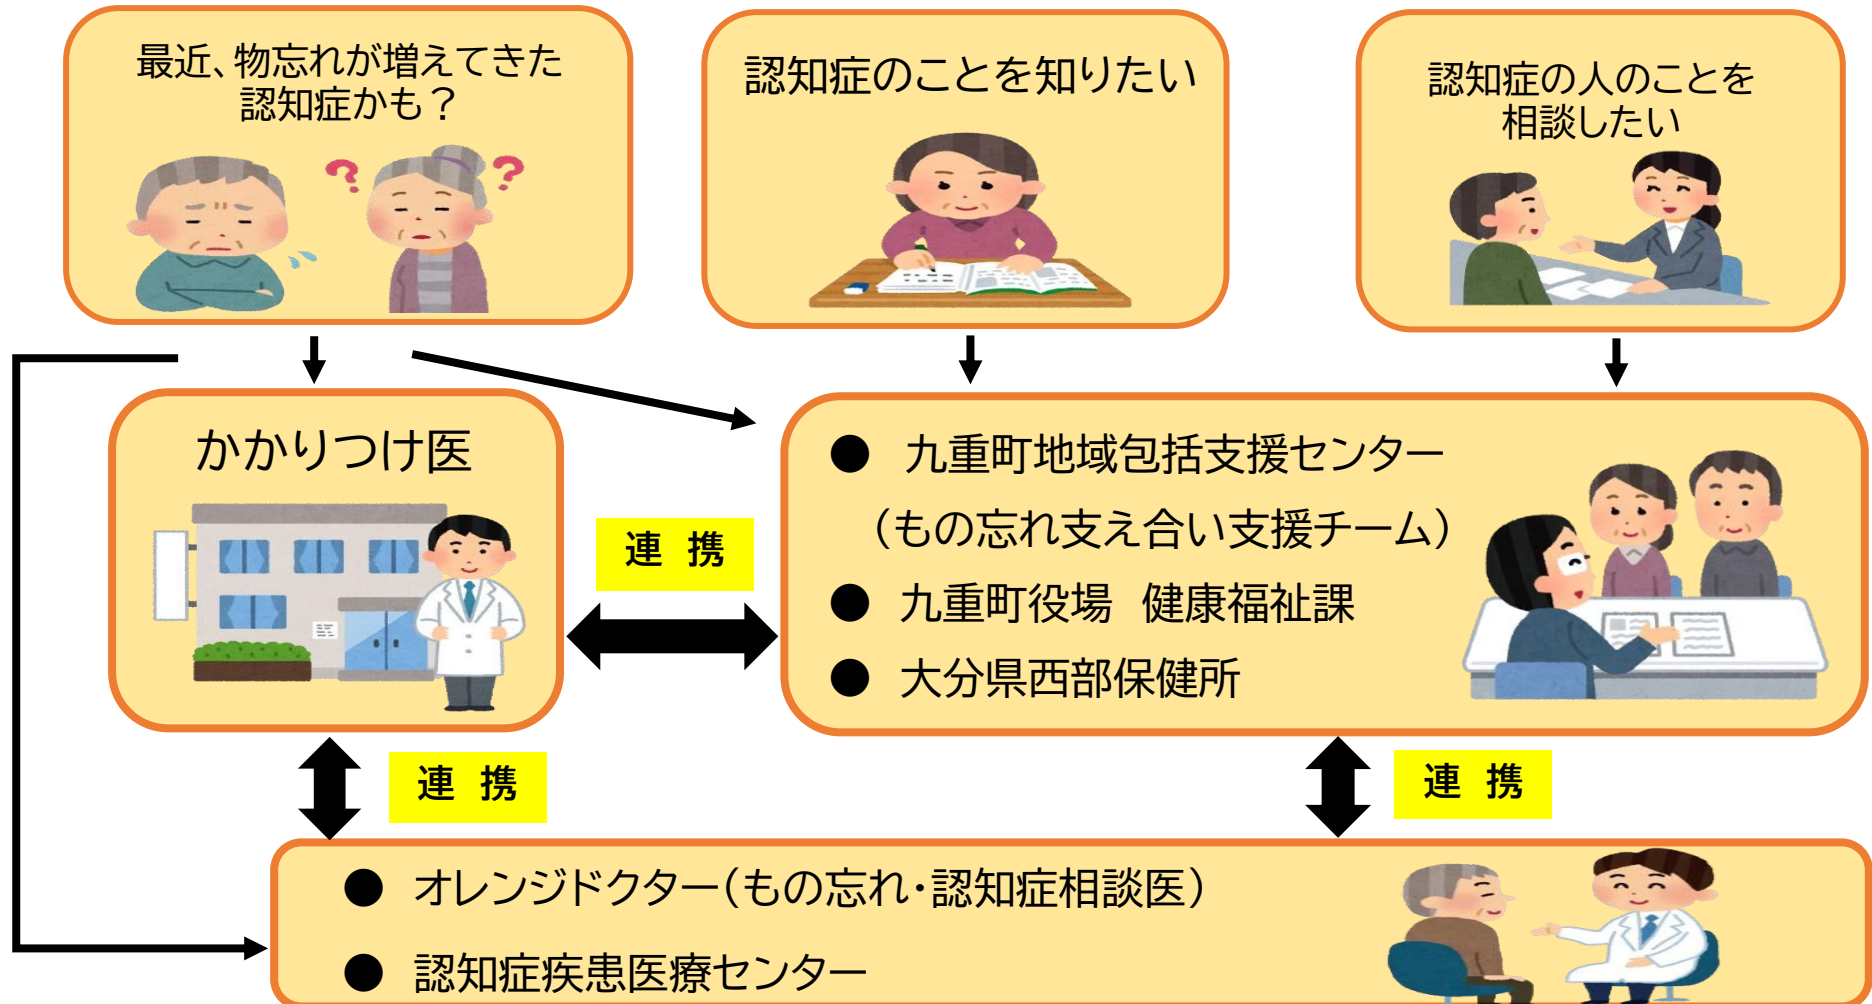 最近、物忘れが増えてきた
認知症かも?
認知症のことを知りたい
認知症の人のことを
相談したい
かかりつけ医
連 携
● 九重町地域包括支援センター
(もの忘れ支え合い支援チーム)
● 九重町役場 健康福祉課
● 大分県西部保健所
連 携
連 携
● オレンジドクター(もの忘れ・認知症相談医)
● 認知症疾患医療センター